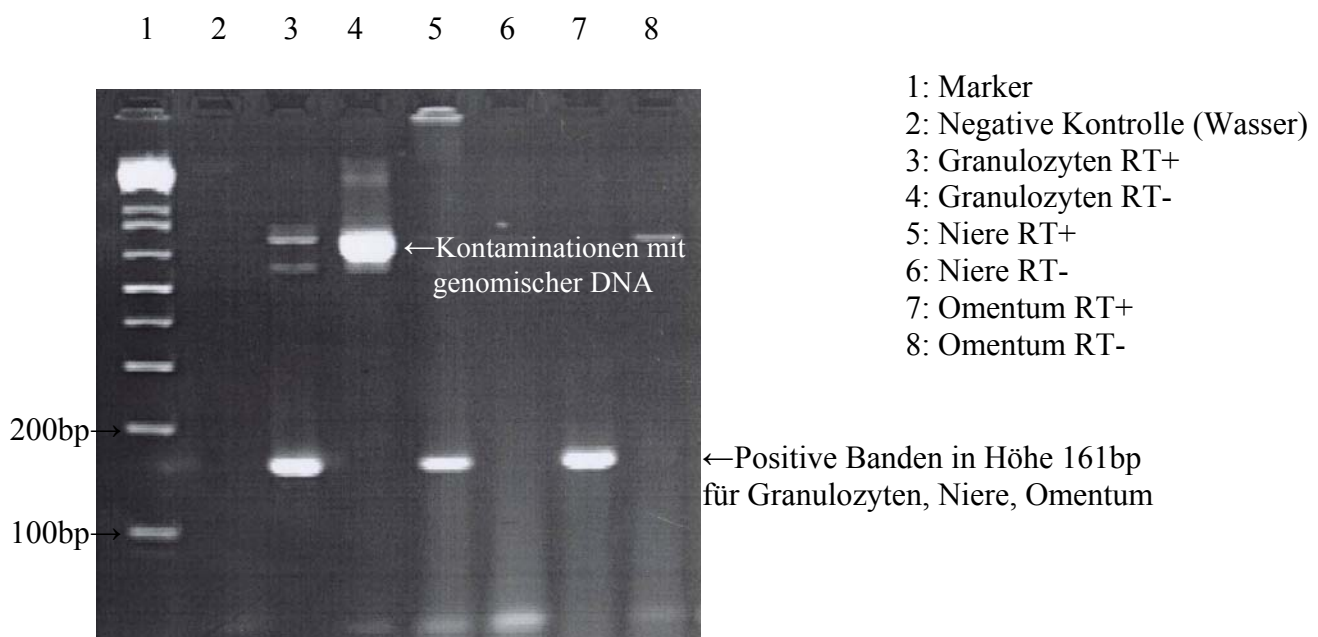 1 2 3 4 5 6 7 8
1: Marker
2: Negative Kontrolle (Wasser)
3: Granulozyten RT+
4: Granulozyten RT-
5: Niere RT+
6: Niere RT-
7: Omentum RT+
8: Omentum RT-
←Kontaminationen mit
genomischer DNA
200bp→
←Positive Banden in Höhe 161bp
für Granulozyten, Niere, Omentum
100bp→